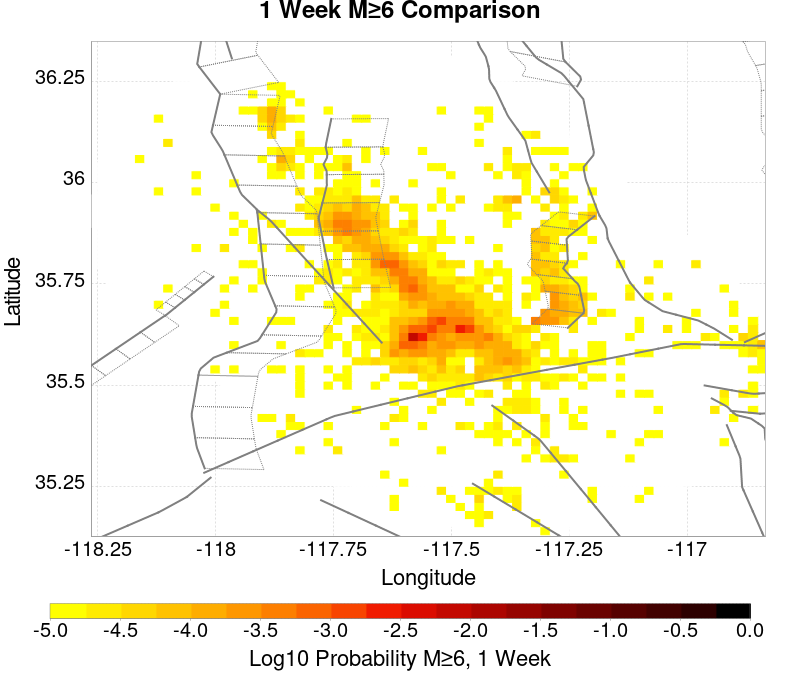 1 Week M≥6 Comparison
36.25
36
35.75
35.5
35.25
Latitude
-118.25 -118 -117.75 -117.5 -117.25 -117
Longitude
-5.0 -4.5 -4.0 -3.5 -3.0 -2.5 -2.0 -1.5 -1.0 -0.5 0.0
Log10 Probability M≥6, 1 Week